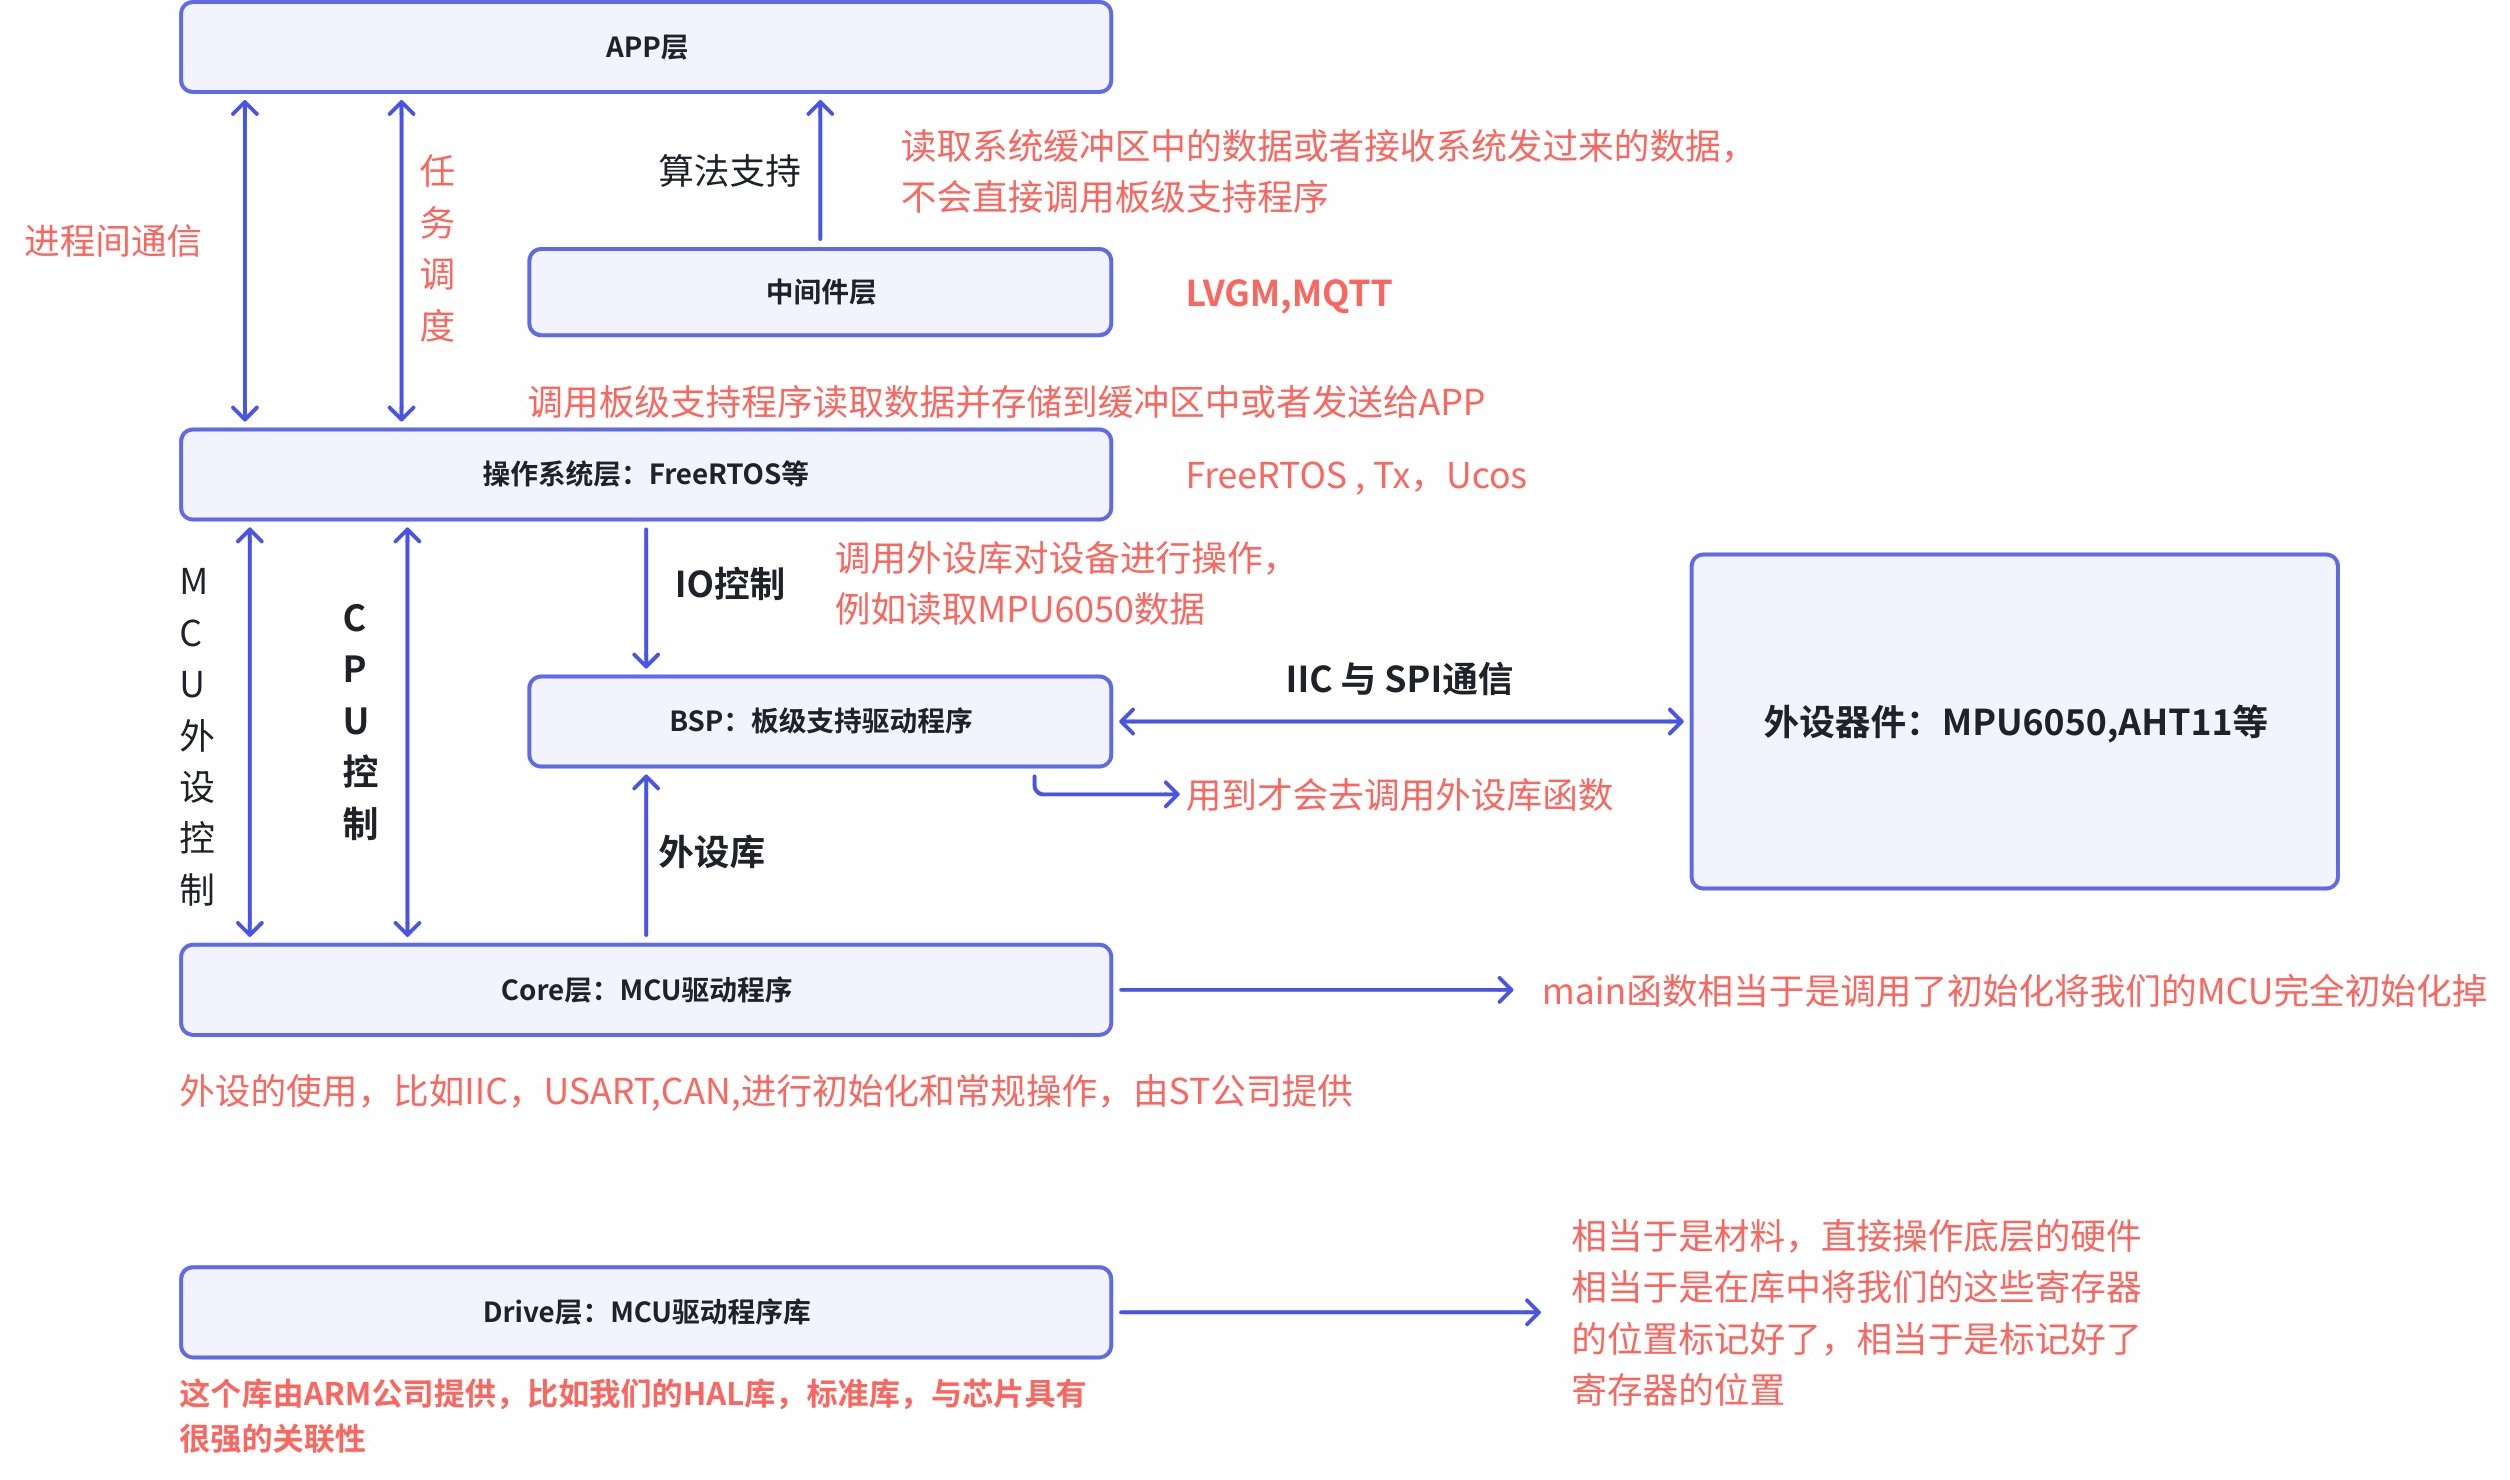 APP层
进程间通信
任务调度
算法支持
读取系统缓冲区中的数据或者接收系统发过来的数据，
不会直接调用板级支持程序
中间件层
LVGM,MQTT
调用板级支持程序读取数据并存储到缓冲区中或者发送给APP
操作系统层：FreeRTOS等
FreeRTOS , Tx，Ucos
MCU外设控制
CPU控制
IO控制
调用外设库对设备进行操作，
例如读取MPU6050数据
BSP：板级支持驱动程序
IIC 与 SPI通信
外设器件：MPU6050,AHT11等
用到才会去调用外设库函数
外设库
Core层：MCU驱动程序
main函数相当于是调用了初始化将我们的MCU完全初始化掉
外设的使用，比如IIC，USART,CAN,进行初始化和常规操作，由ST公司提供
Drive层：MCU驱动程序库
相当于是材料，直接操作底层的硬件
相当于是在库中将我们的这些寄存器
的位置标记好了，相当于是标记好了
寄存器的位置
这个库由ARM公司提供，比如我们的HAL库，标准库，与芯片具有
很强的关联性